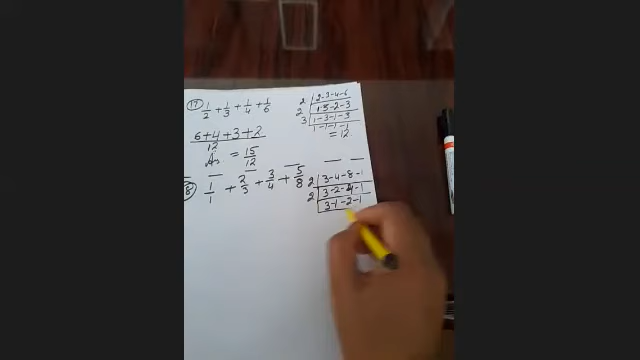 17) 1/2 + 1/3 + 1/4 + 1/6
2 | 2-3-4-6
2 | 1-3-2-3
3 | 1-3-1-3
1-1-1-1
= 12
6+4+3+2
12
Ans = 15/12
8) 1/1 + 2/3 + 3/4 + 5/8
2 | 3-4-8-1
2 | 3-2-4-1
3-1-2-1